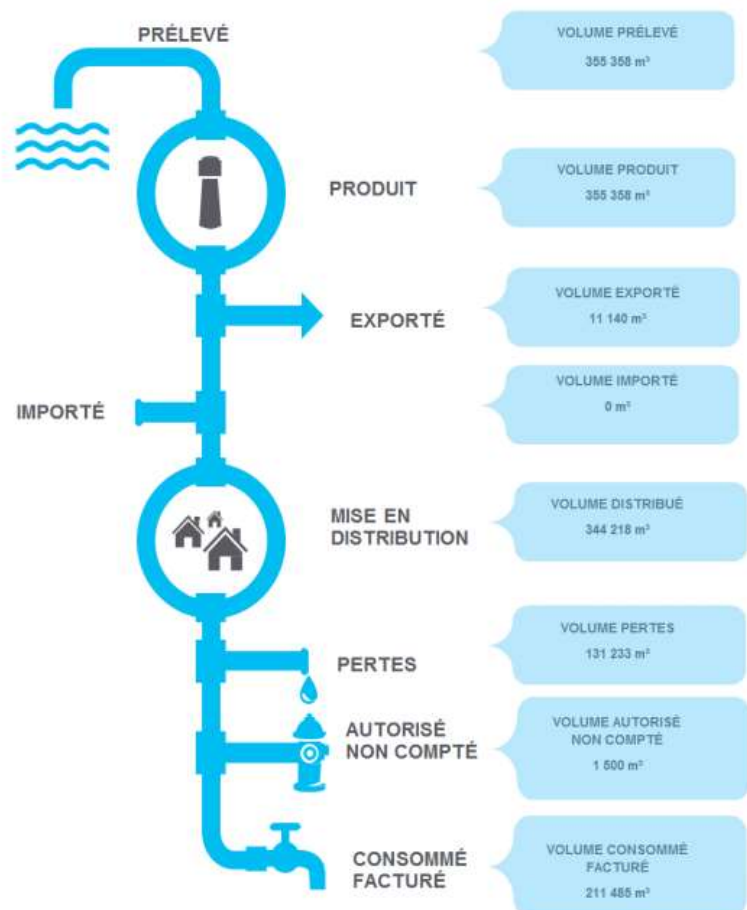 PRÉLEVÉ
VOLUME PRÉLEVÉ
355 358 m³
PRODUIT
VOLUME PRODUIT
355 358 m³
EXPORTÉ
VOLUME EXPORTÉ
11 140 m³
IMPORTÉ
VOLUME IMPORTÉ
0 m³
MISE EN
DISTRIBUTION
VOLUME DISTRIBUÉ
344 218 m³
PERTES
VOLUME PERTES
131 233 m³
AUTORISÉ
NON COMPTÉ
VOLUME AUTORISÉ
NON COMPTÉ
1 500 m³
CONSOMMÉ
FACTURÉ
VOLUME CONSOMMÉ
FACTURÉ
211 485 m³